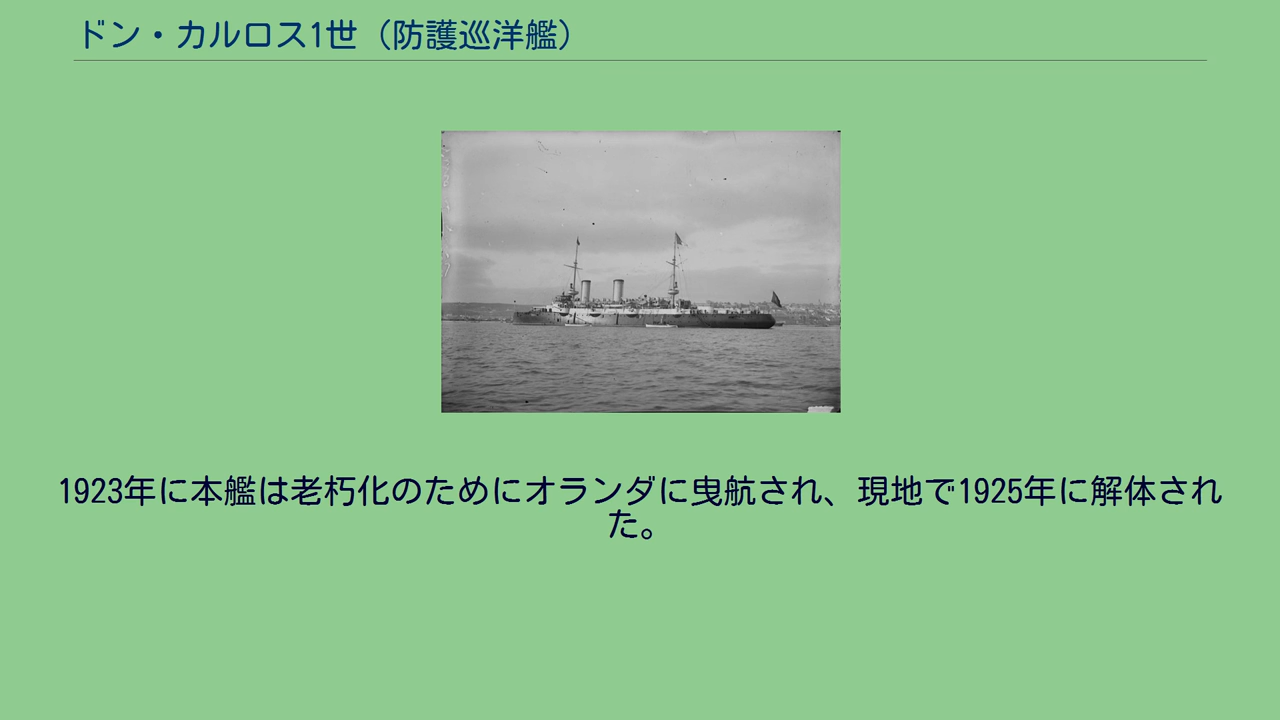 ドン・カルロス1世（防護巡洋艦）
1923年に本艦は老朽化のためにオランダに曳航され、現地で1925年に解体され
た。